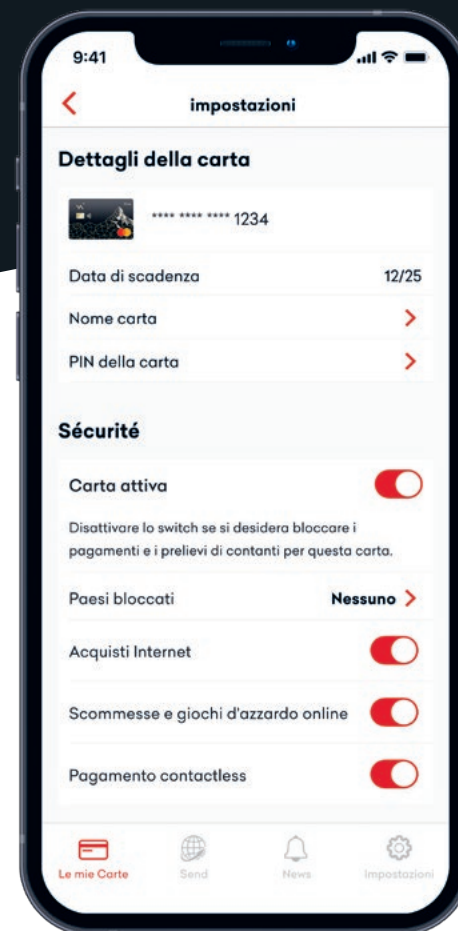 9:41
impostazioni
Dettagli della carta
**** **** **** 1234
Data di scadenza 12/25
Nome carta
PIN della carta
Sécurité
Carta attiva
Disattivare lo switch se si desidera bloccare i
pagamenti e i prelievi di contanti per questa carta.
Paesi bloccati Nessuno
Acquisti Internet
Scommesse e giochi d'azzardo online
Pagamento contactless
Le mie Carte Send News Impostazioni